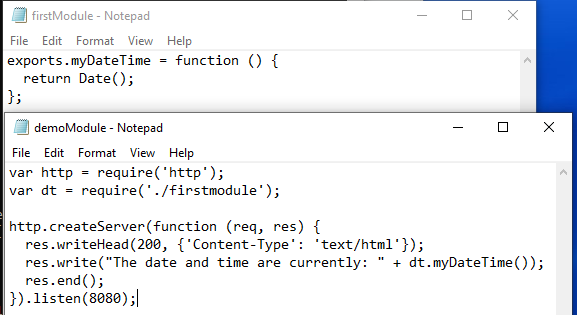 firstModule - Notepad
File Edit Format View Help
exports.myDateTime = function () {
  return Date();
};
demoModule - Notepad
File Edit Format View Help
var http = require('http');
var dt = require('./firstmodule');

http.createServer(function (req, res) {
  res.writeHead(200, {'Content-Type': 'text/html'});
  res.write("The date and time are currently: " + dt.myDateTime());
  res.end();
}).listen(8080);